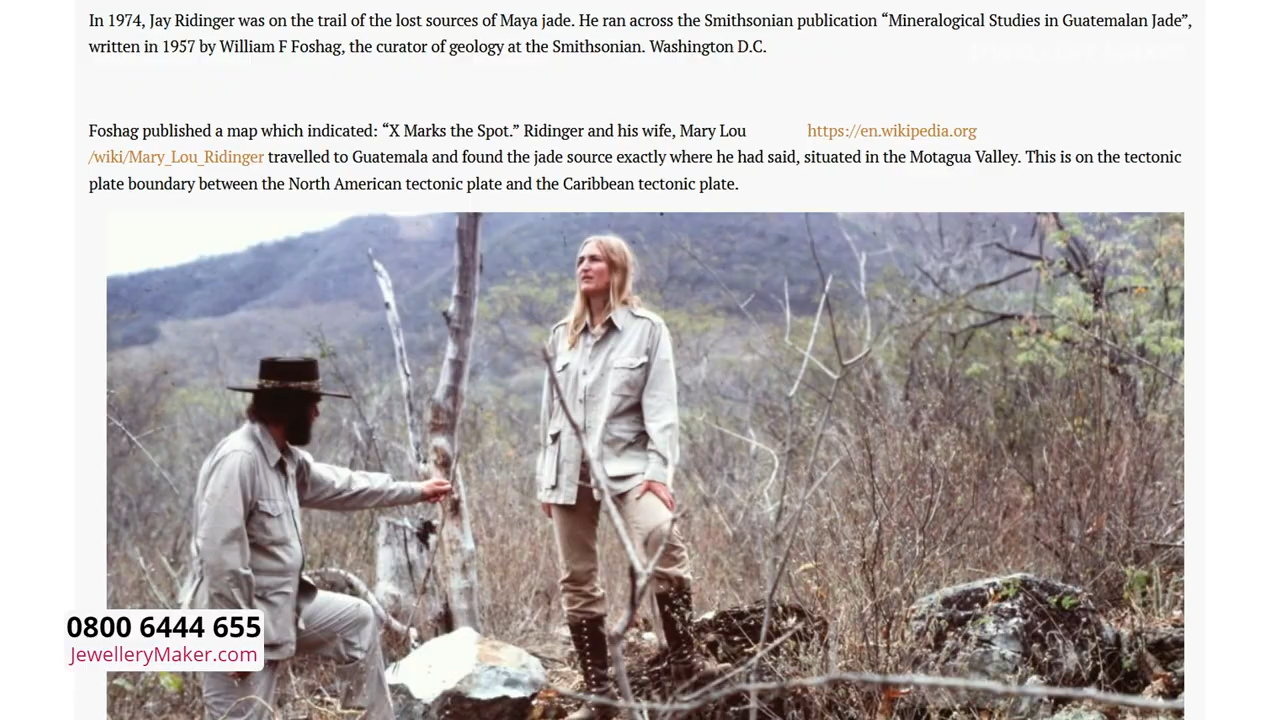 In 1974, Jay Ridinger was on the trail of the lost sources of Maya jade. He ran across the Smithsonian publication “Mineralogical Studies in Guatemalan Jade”,
written in 1957 by William F Foshag, the curator of geology at the Smithsonian. Washington D.C.
Foshag published a map which indicated: “X Marks the Spot.” Ridinger and his wife, Mary Lou https://en.wikipedia.org
/wiki/Mary_Lou_Ridinger travelled to Guatemala and found the jade source exactly where he had said, situated in the Motagua Valley. This is on the tectonic
plate boundary between the North American tectonic plate and the Caribbean tectonic plate.
0800 6444 655
JewelleryMaker.com